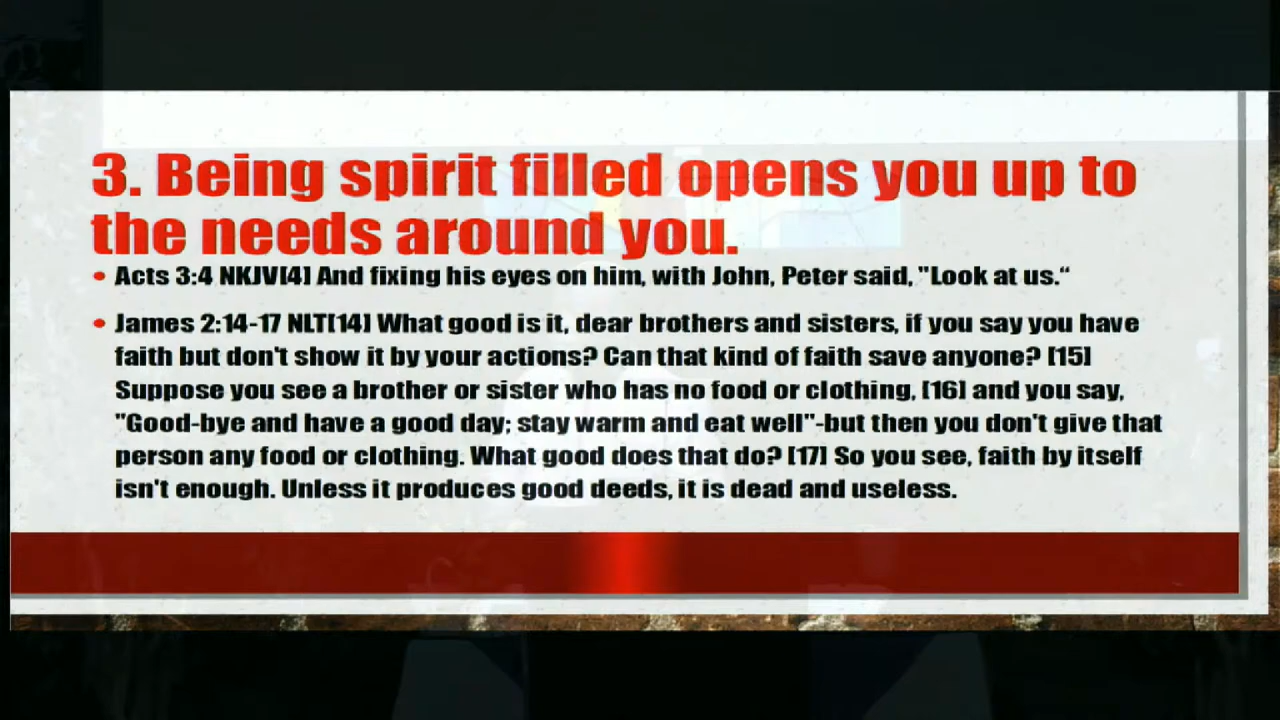 3. Being spirit filled opens you up to
the needs around you.
• Acts 3:4 NKJV[4] And fixing his eyes on him, with John, Peter said, "Look at us.“
• James 2:14-17 NLT[14] What good is it, dear brothers and sisters, if you say you have
faith but don't show it by your actions? Can that kind of faith save anyone? [15]
Suppose you see a brother or sister who has no food or clothing, [16] and you say,
"Good-bye and have a good day; stay warm and eat well"-but then you don't give that
person any food or clothing. What good does that do? [17] So you see, faith by itself
isn't enough. Unless it produces good deeds, it is dead and useless.